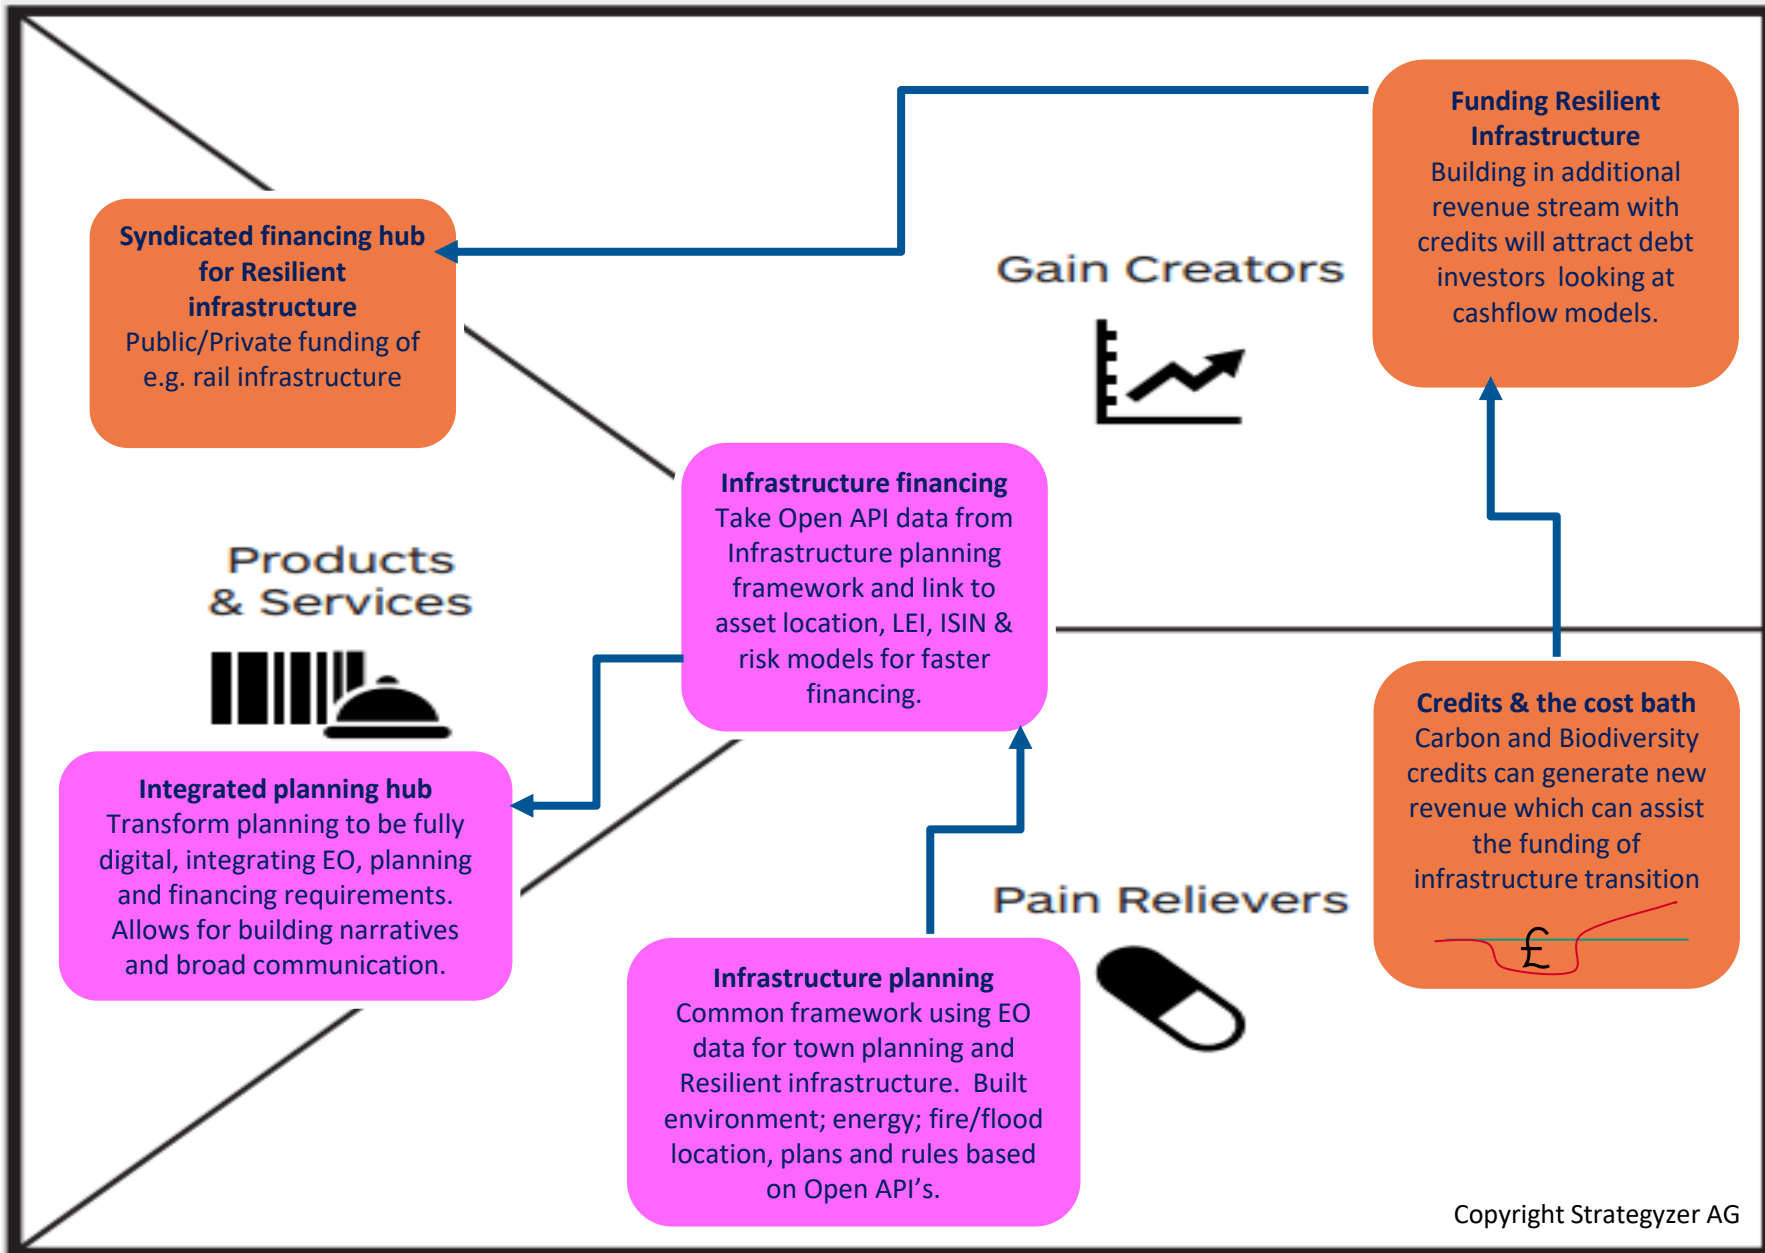 Funding Resilient
Infrastructure
Building in additional
revenue stream with
credits will attract debt
investors  looking at
cashflow models.
Syndicated financing hub
for Resilient
infrastructure
Public/Private funding of
e.g. rail infrastructure
Gain Creators
Infrastructure financing
Take Open API data from
Infrastructure planning
framework and link to
asset location, LEI, ISIN &
risk models for faster
financing.
Products
& Services
Credits & the cost bath
Carbon and Biodiversity
credits can generate new
revenue which can assist
the funding of
infrastructure transition
£
Integrated planning hub
Transform planning to be fully
digital, integrating EO, planning
and financing requirements.
Allows for building narratives
and broad communication.
Pain Relievers
Infrastructure planning
Common framework using EO
data for town planning and
Resilient infrastructure.  Built
environment; energy; fire/flood
location, plans and rules based
on Open API’s.
Copyright Strategyzer AG